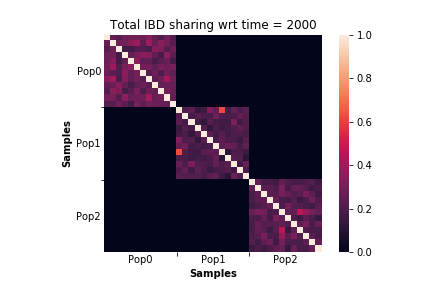 Total IBD sharing wrt time = 2000
Pop0
Pop1
Pop2
Samples
Pop0
Pop1
Pop2
Samples
1.0
0.8
0.6
0.4
0.2
0.0